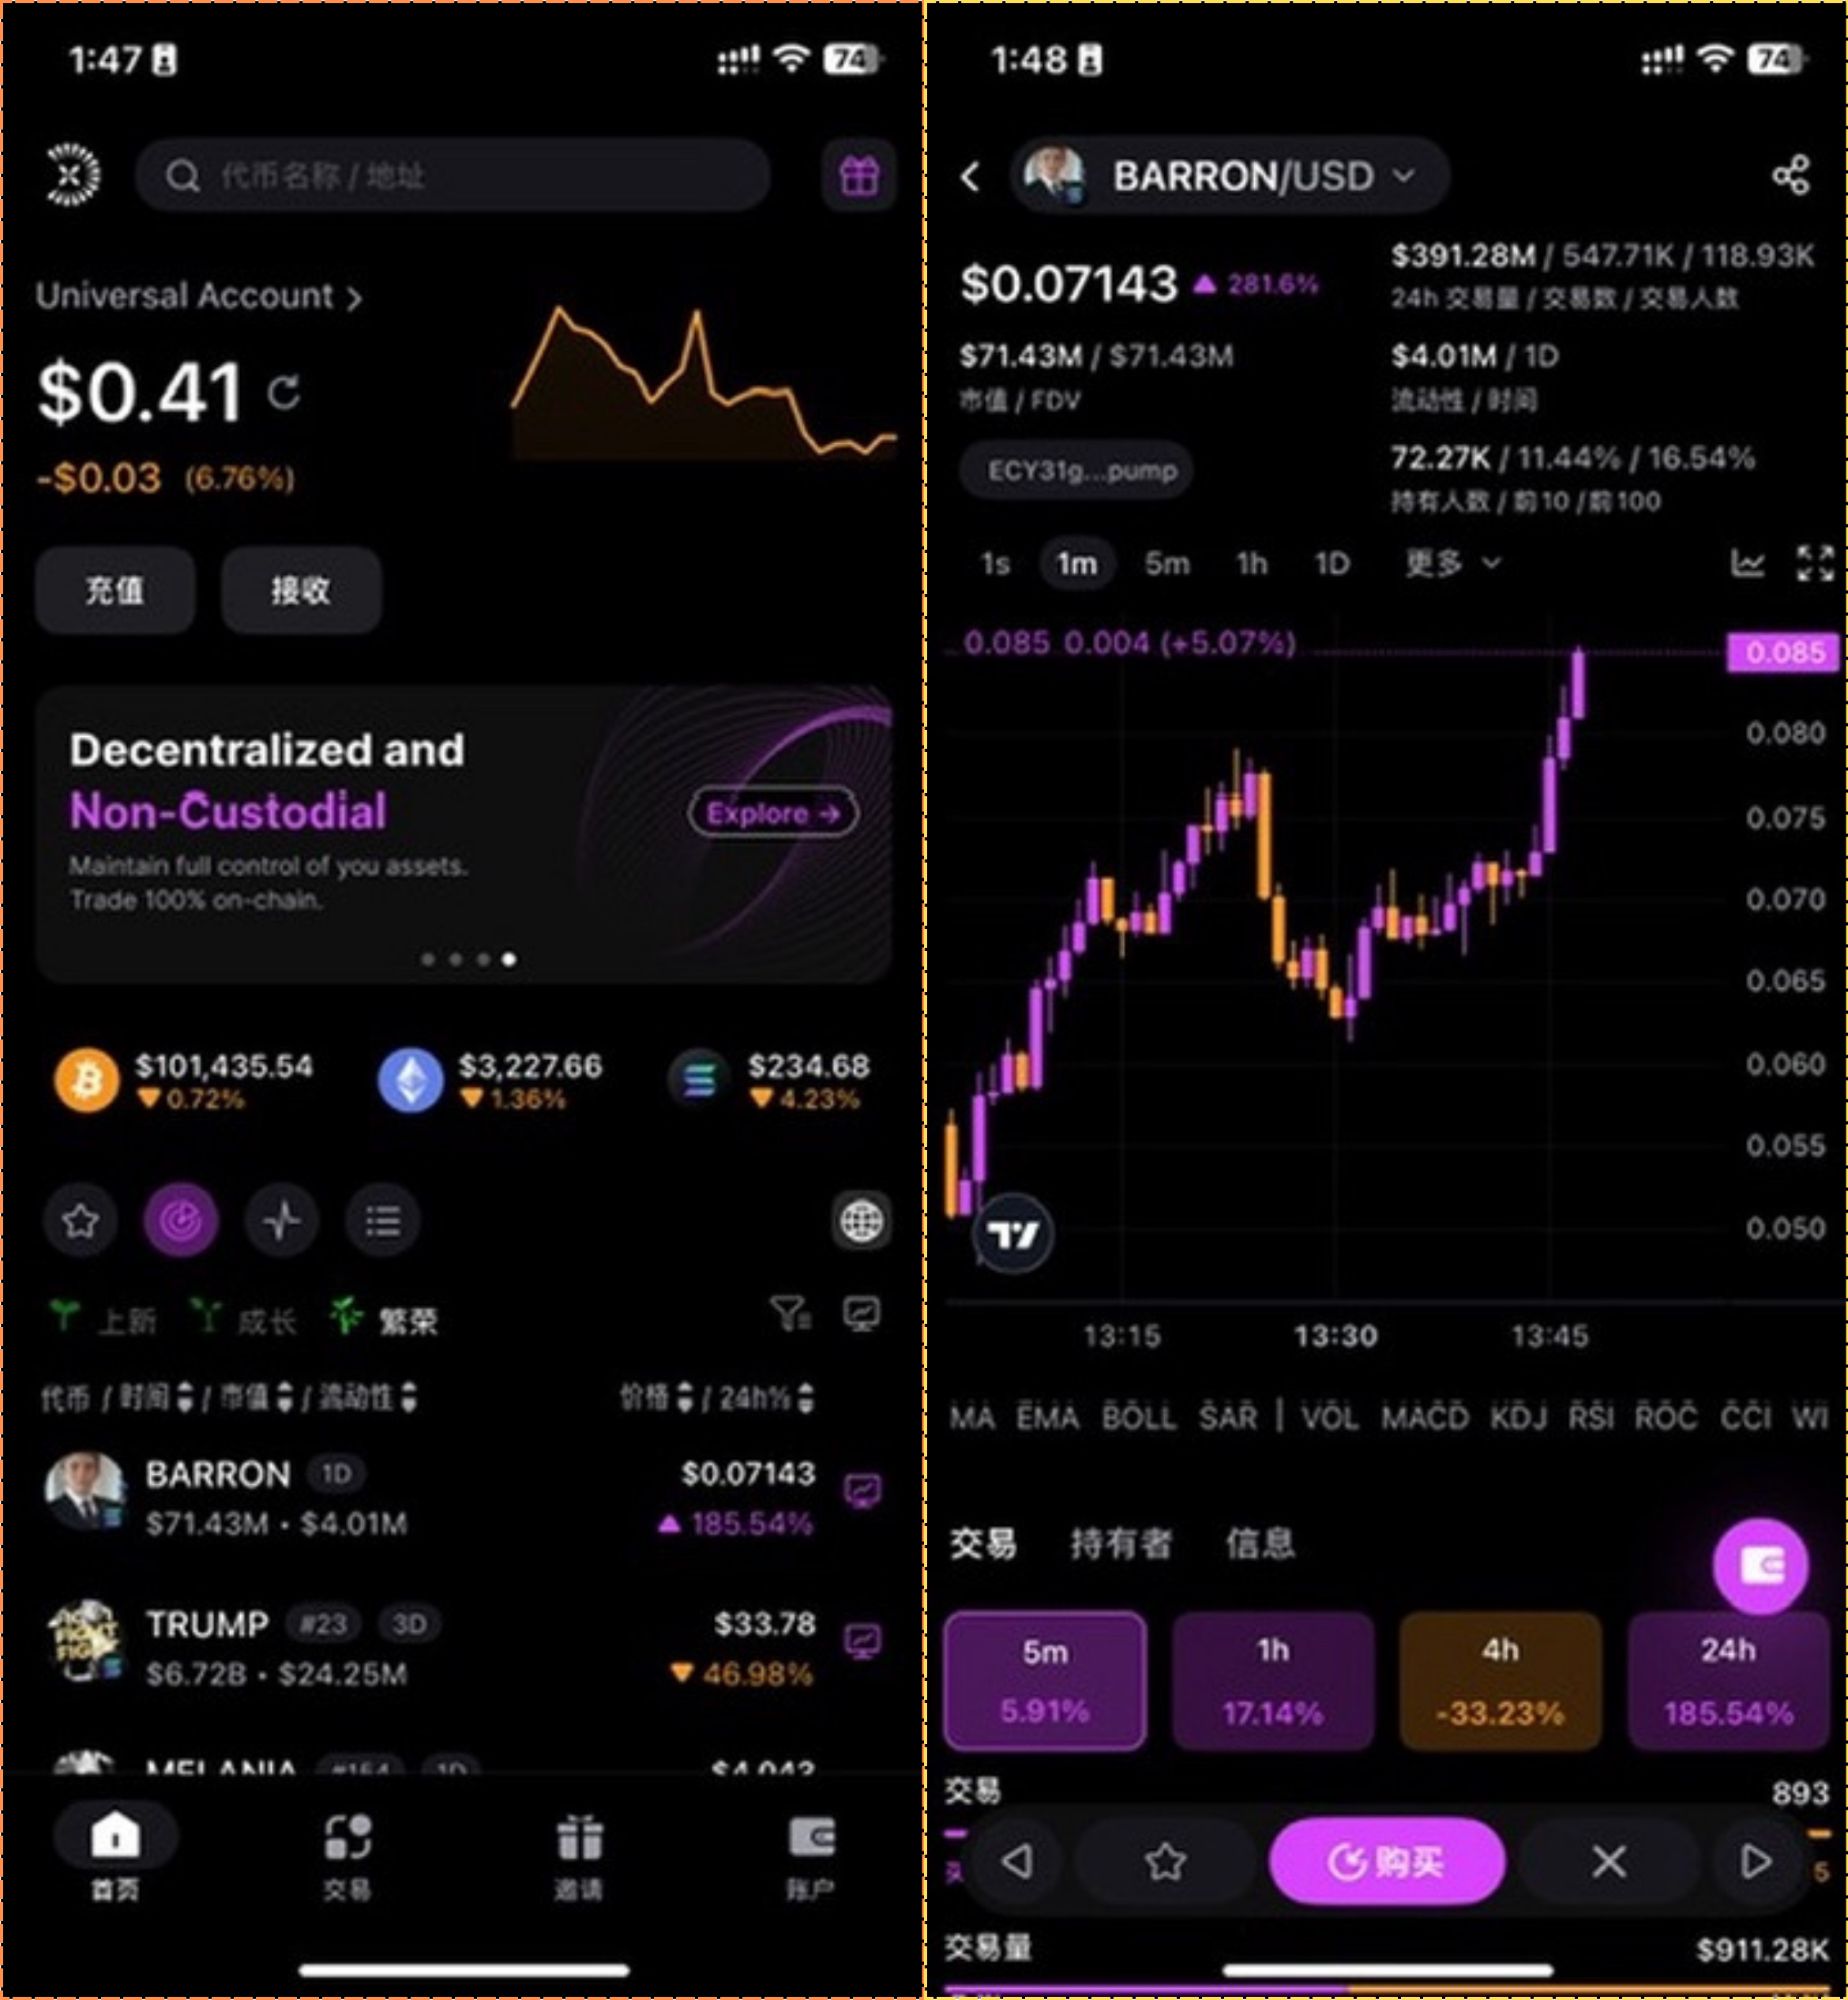 1:47
74
代币名称 / 地址
Universal Account >
$0.41
-$0.03 (6.76%)
充值
接收
Decentralized and
Non-Custodial
Explore →
Maintain full control of you assets.
Trade 100% on-chain.
$101,435.54
▼ 0.72%
$3,227.66
▼ 1.36%
$234.68
▼ 4.23%
上新 成长 繁荣
代币 / 时间 / 市值 / 流动性
价格 / 24h%
BARRON 1D
$0.07143
$71.43M • $4.01M
▲ 185.54%
TRUMP #23 3D
$33.78
$6.72B • $24.25M
▼ 46.98%
MELANIA #154 1D
$4.043
首页
交易
邀请
账户
1:48
74
BARRON/USD
$0.07143 ▲ 281.6%
$391.28M / 547.71K / 118.93K
24h 交易量 / 交易数 / 交易人数
$71.43M / $71.43M
市值 / FDV
$4.01M / 1D
流动性 / 时间
ECY31g...pump
72.27K / 11.44% / 16.54%
持有人数 / 前10 / 前100
1s 1m 5m 1h 1D 更多
0.085 0.004 (+5.07%)
0.085
0.080
0.075
0.070
0.065
0.060
0.055
0.050
13:15
13:30
13:45
MA EMA BOLL SAR | VOL MACD KDJ RSI ROC CCI WI
交易 持有者 信息
5m
5.91%
1h
17.14%
4h
-33.23%
24h
185.54%
交易
893
5
购买
交易量
$911.28K